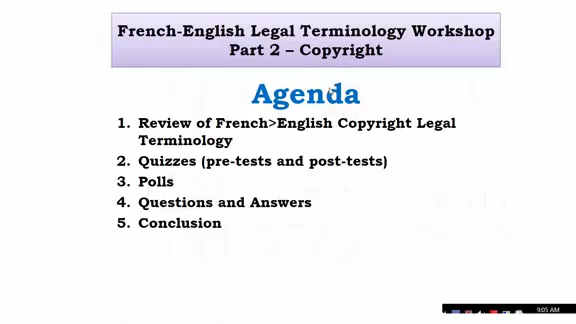 French-English Legal Terminology Workshop
Part 2 – Copyright
Agenda
1. Review of French>English Copyright Legal
Terminology
2. Quizzes (pre-tests and post-tests)
3. Polls
4. Questions and Answers
5. Conclusion
9:05 AM